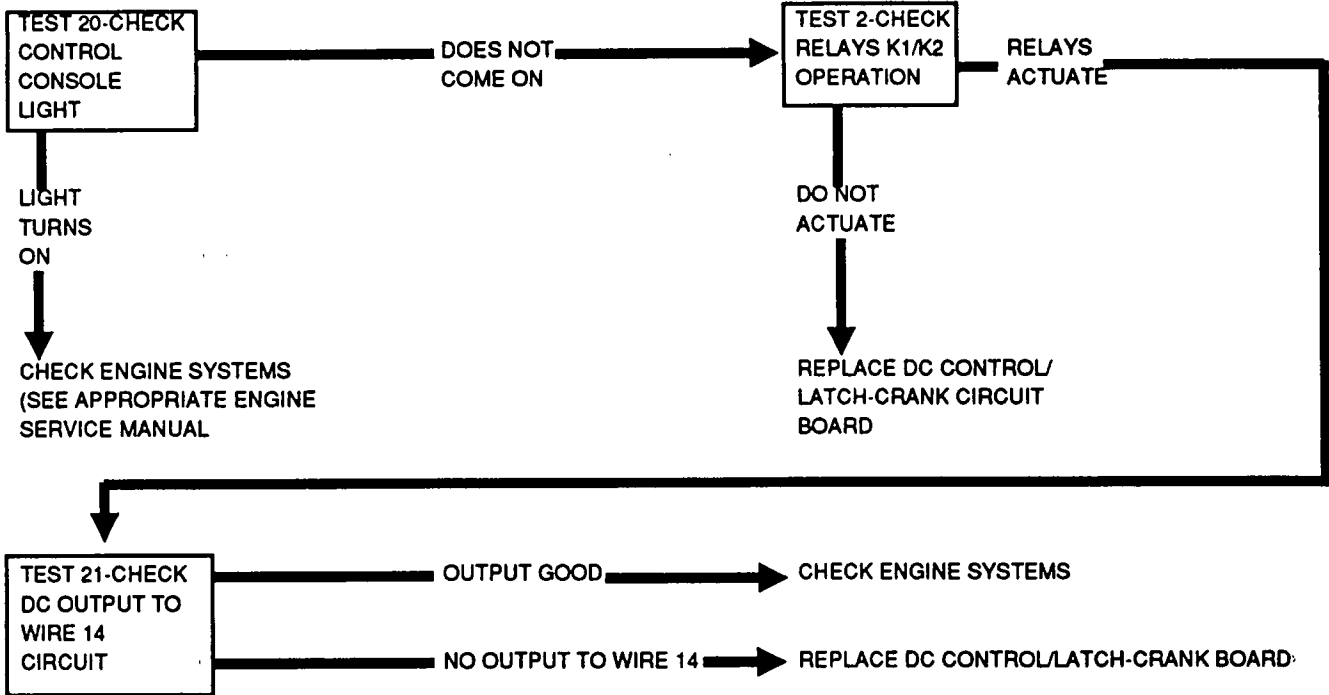 TEST 20-CHECK
CONTROL
CONSOLE
LIGHT
DOES NOT
COME ON
TEST 2-CHECK
RELAYS K1/K2
OPERATION
RELAYS
ACTUATE
LIGHT
TURNS
ON
DO NOT
ACTUATE
CHECK ENGINE SYSTEMS
(SEE APPROPRIATE ENGINE
SERVICE MANUAL
REPLACE DC CONTROL/
LATCH-CRANK CIRCUIT
BOARD
TEST 21-CHECK
DC OUTPUT TO
WIRE 14
CIRCUIT
OUTPUT GOOD
CHECK ENGINE SYSTEMS
NO OUTPUT TO WIRE 14
REPLACE DC CONTROL/LATCH-CRANK BOARD